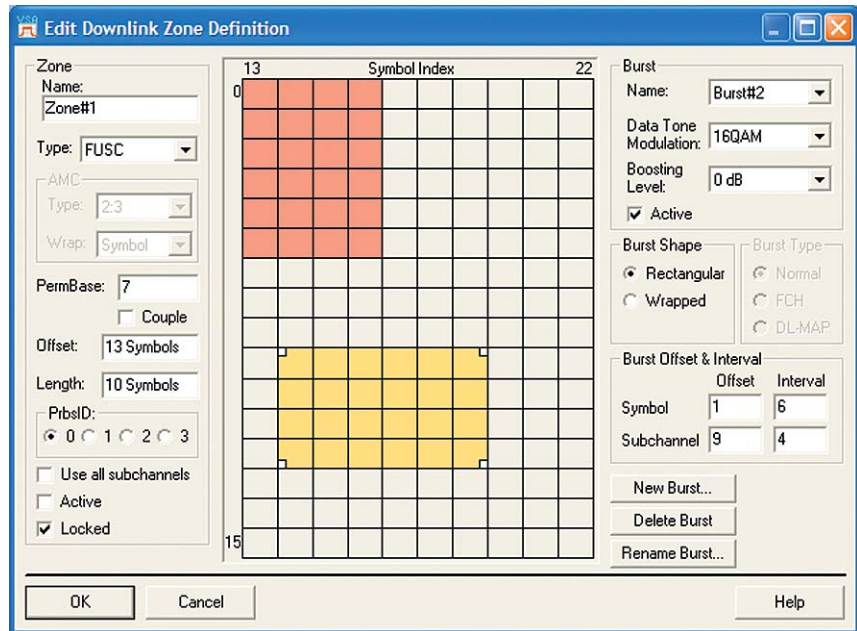 VSA
Edit Downlink Zone Definition
Zone
Name:
Zone#1
Type: FUSC
AMC
Type: 2:3
Wrap: Symbol
PermBase: 7
Couple
Offset: 13 Symbols
Length: 10 Symbols
PrbsID:
0 1 2 3
Use all subchannels
Active
Locked
13 Symbol Index 22
0
15
Burst
Name: Burst#2
Data Tone
Modulation: 16QAM
Boosting
Level: 0 dB
Active
Burst Shape
Rectangular
Wrapped
Burst Type
Normal
FCH
DL-MAP
Burst Offset & Interval
Offset Interval
Symbol 1 6
Subchannel 9 4
New Burst...
Delete Burst
Rename Burst...
OK Cancel Help